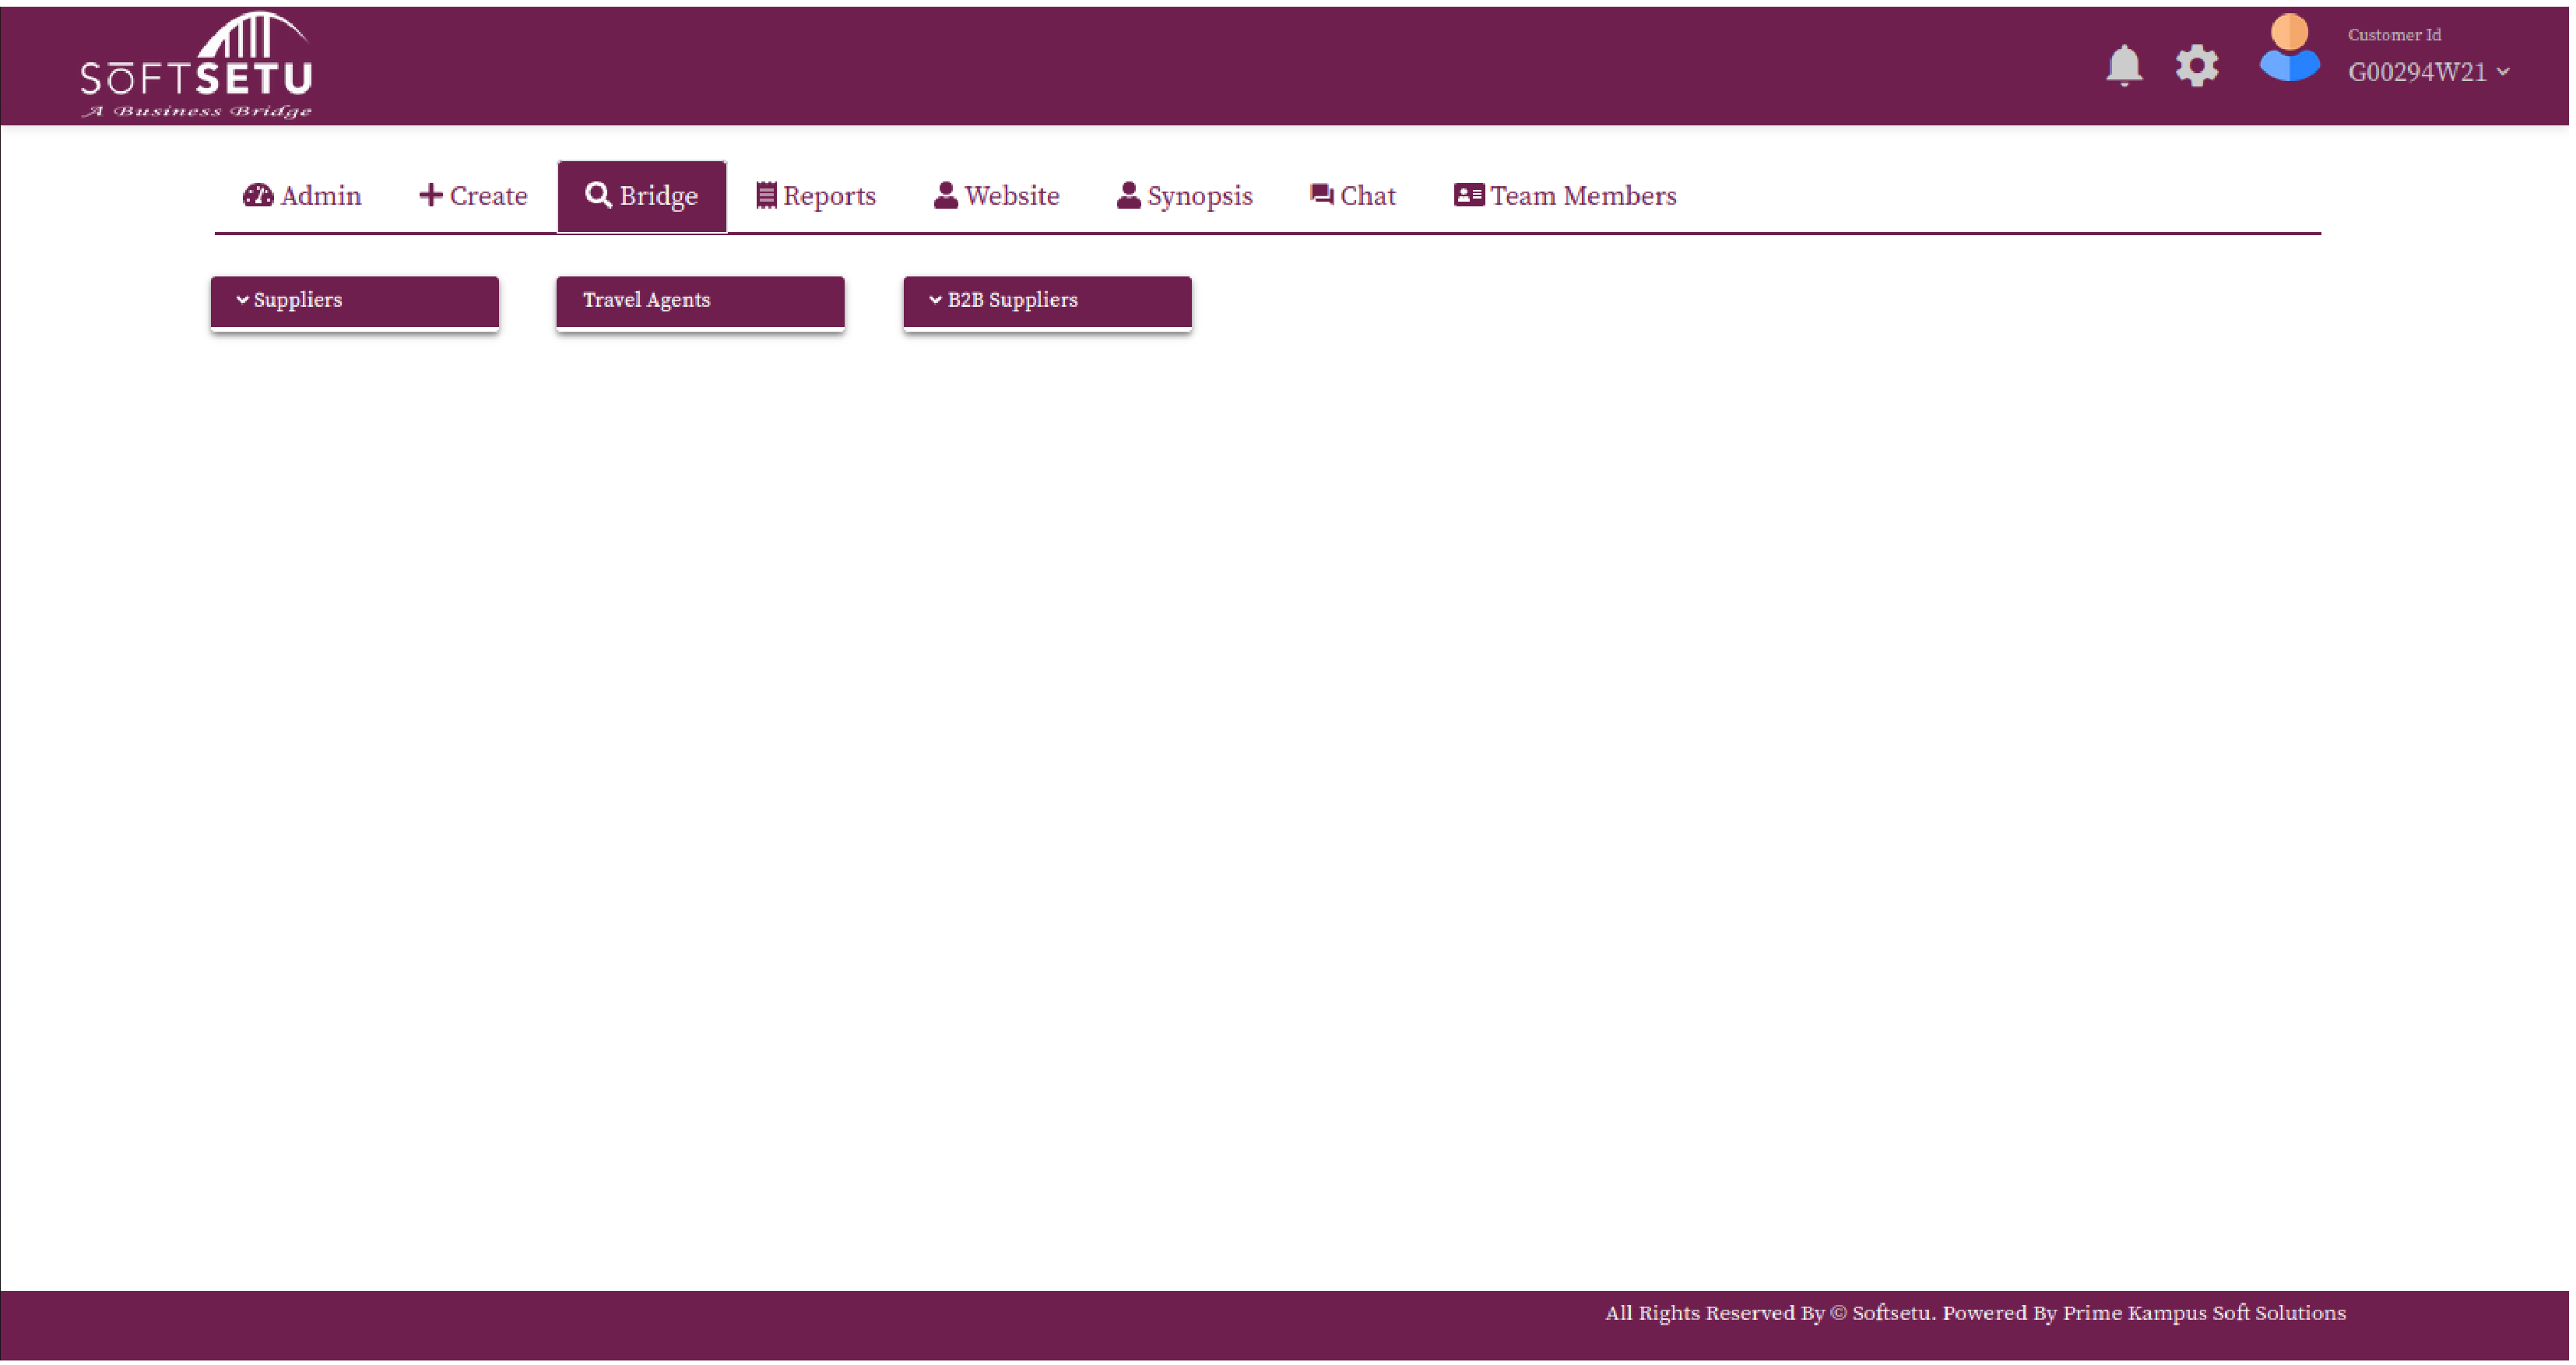 SŌFTSETU
A Business Bridge
Customer Id
G00294W21
Admin Create Bridge Reports Website Synopsis Chat Team Members
Suppliers Travel Agents B2B Suppliers
All Rights Reserved By © Softsetu. Powered By Prime Kampus Soft Solutions